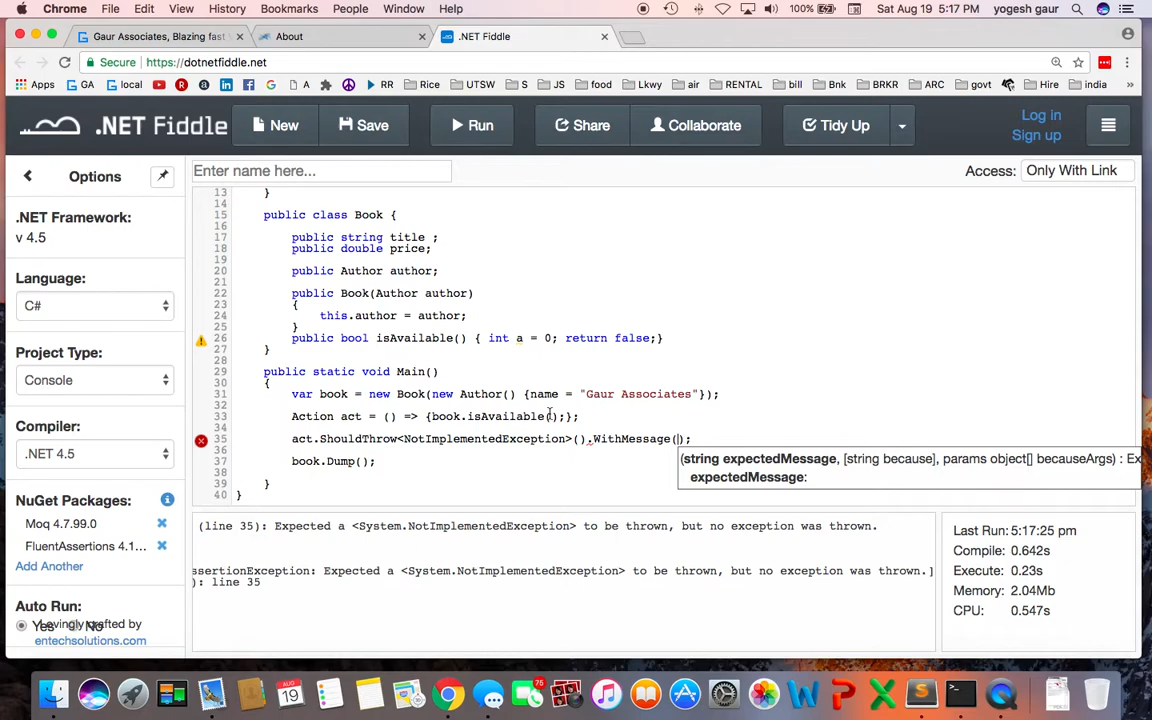 Chrome File Edit View History Bookmarks People Window Help 100% Sat Aug 19 5:17 PM yogesh gaur
Gaur Associates, Blazing fast W × About × .NET Fiddle ×
Secure https://dotnetfiddle.net
Apps GA local RR Rice UTSW S JS food Lkwy air RENTAL bill Bnk BRKR ARC govt Hire india »
.NET Fiddle New Save Run Share Collaborate Tidy Up Log in
Sign up
Options
Enter name here...
Access: Only With Link
.NET Framework:
v 4.5
Language:
C#
Project Type:
Console
Compiler:
.NET 4.5
NuGet Packages:
Moq 4.7.99.0
FluentAssertions 4.1...
Add Another
Auto Run:
Yes No
Lovingly crafted by
entechsolutions.com
13 }
14
15 public class Book {
16
17 public string title ;
18 public double price;
19
20 public Author author;
21
22 public Book(Author author)
23 {
24 this.author = author;
25 }
26 public bool isAvailable() { int a = 0; return false;}
27 }
28
29 public static void Main()
30 {
31 var book = new Book(new Author() {name = "Gaur Associates"});
32
33 Action act = () => {book.isAvailable();};
34
35 act.ShouldThrow<NotImplementedException>().WithMessage();
36
37 book.Dump();
38
39 }
40 }
(string expectedMessage, [string because], params object[] becauseArgs) : Ex
expectedMessage:
(line 35): Expected a <System.NotImplementedException> to be thrown, but no exception was thrown.
ssertionException: Expected a <System.NotImplementedException> to be thrown, but no exception was thrown.]
): line 35
Last Run: 5:17:25 pm
Compile: 0.642s
Execute: 0.23s
Memory: 2.04Mb
CPU: 0.547s
AUG
19
75